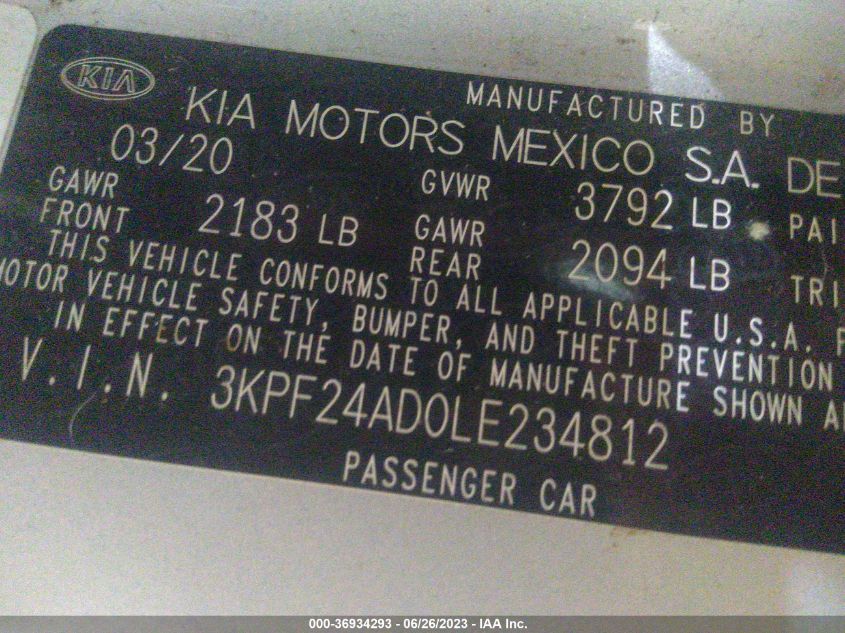 KIA
MANUFACTURED BY
KIA MOTORS MEXICO S.A. DE
03/20
GAWR
FRONT 2183 LB
GVWR 3792 LB
GAWR
REAR 2094 LB
PAI
TRI
THIS VEHICLE CONFORMS TO ALL APPLICABLE U.S.A. F
MOTOR VEHICLE SAFETY, BUMPER, AND THEFT PREVENTION
IN EFFECT ON THE DATE OF MANUFACTURE SHOWN A
V.I.N. 3KPF24AD0LE234812
PASSENGER CAR
000-36934293 - 06/26/2023 - IAA Inc.